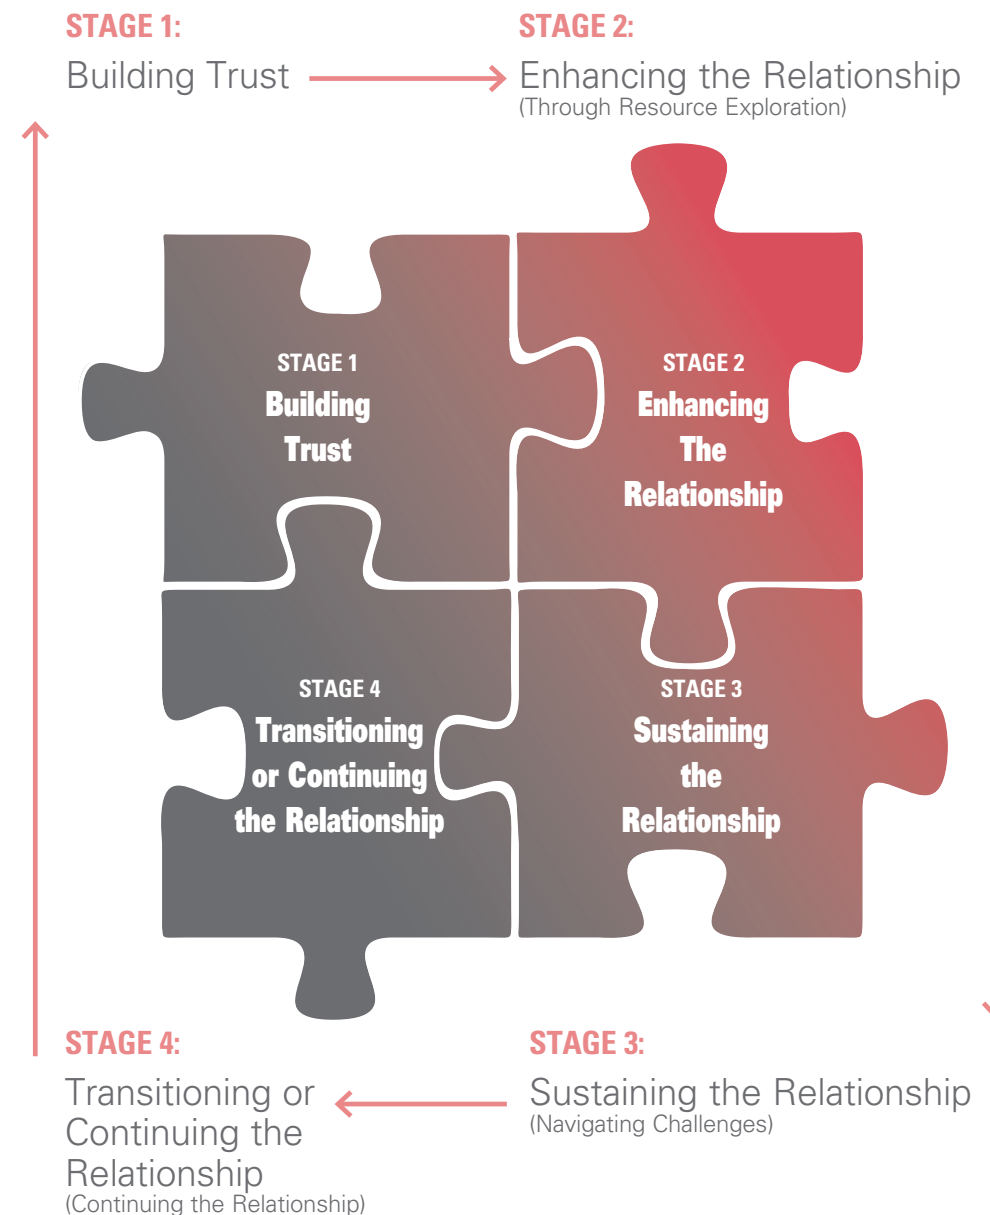 STAGE 1:
Building Trust
STAGE 2:
Enhancing the Relationship
(Through Resource Exploration)
STAGE 1
Building
Trust
STAGE 2
Enhancing
The
Relationship
STAGE 4
Transitioning
or Continuing
the Relationship
STAGE 3
Sustaining
the
Relationship
STAGE 4:
Transitioning or
Continuing the
Relationship
(Continuing the Relationship)
STAGE 3:
Sustaining the Relationship
(Navigating Challenges)